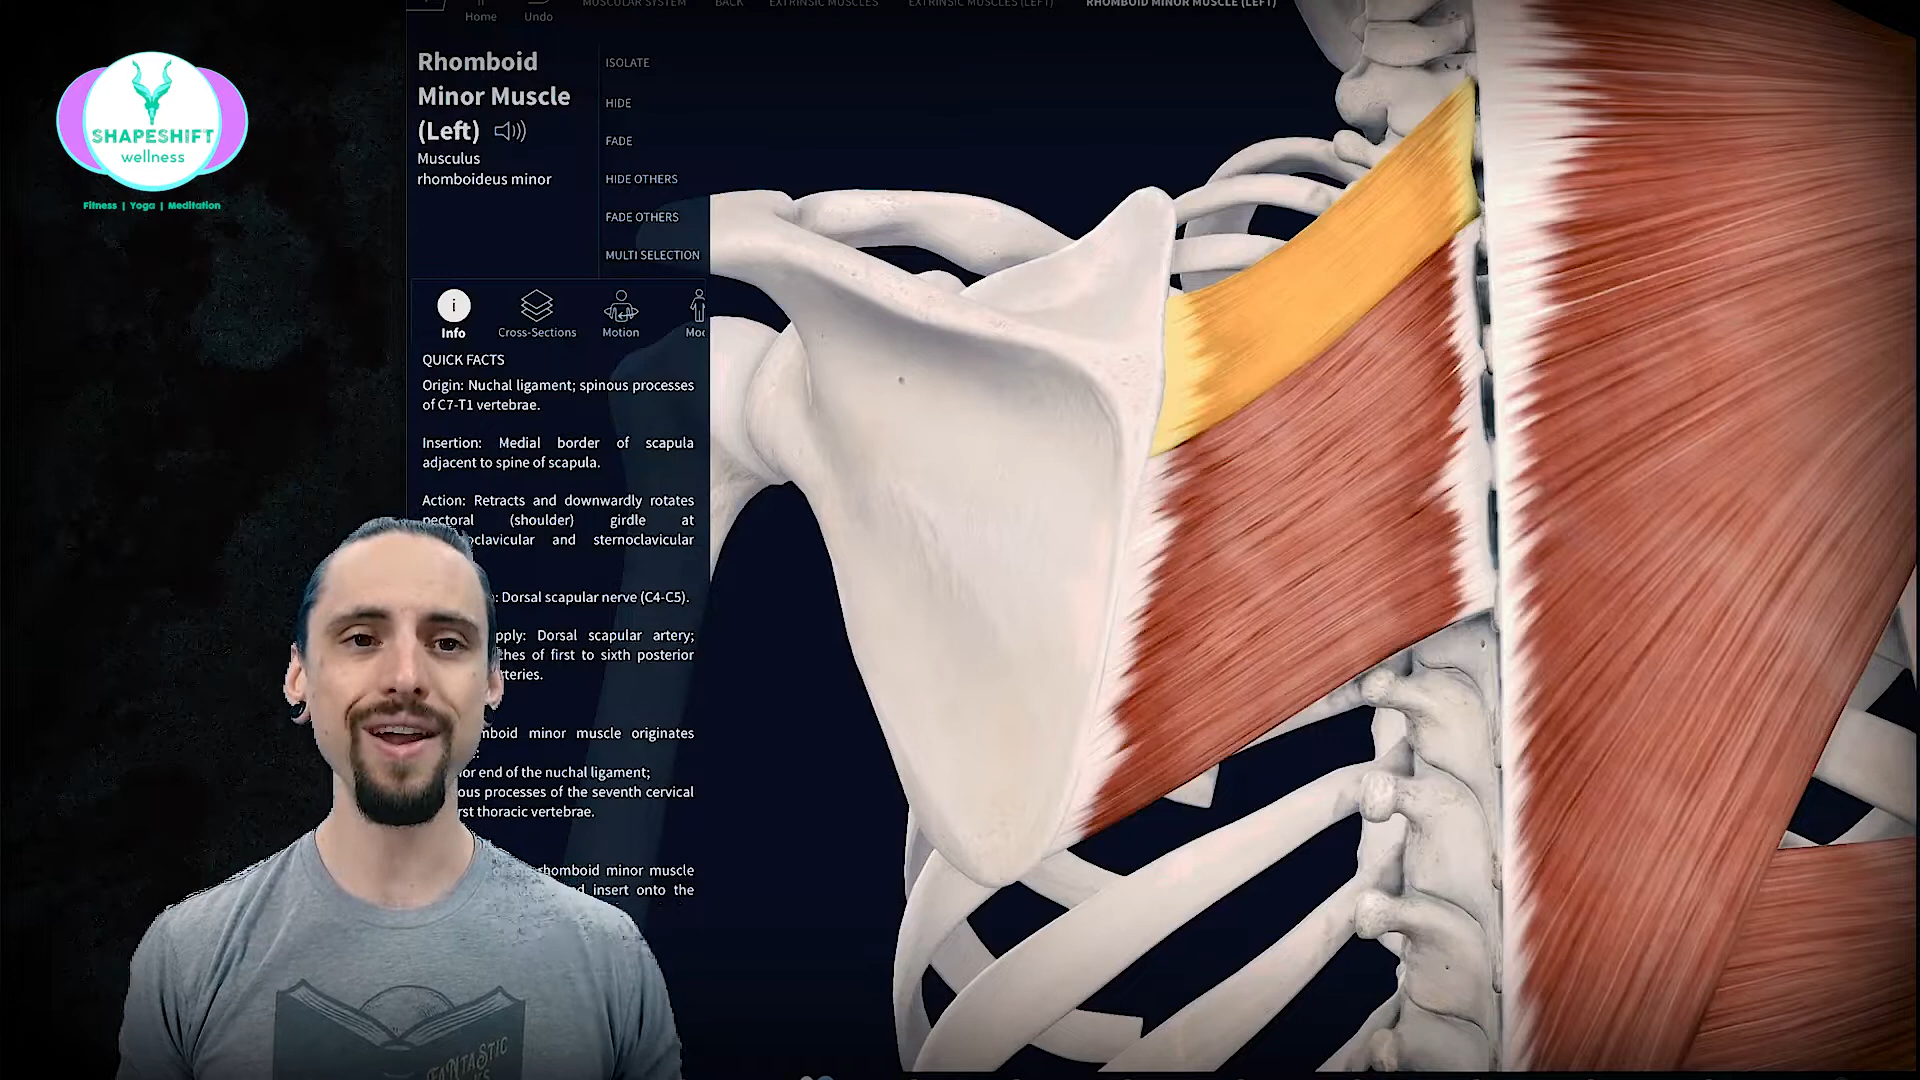 Home
Undo
MUSCULAR SYSTEM
BACK
EXTRINSIC MUSCLES
EXTRINSIC MUSCLES (LEFT)
RHOMBOID MINOR MUSCLE (LEFT)
SHAPESHIFT
wellness
Fitness | Yoga | Meditation
Rhomboid
Minor Muscle
(Left)
Musculus
rhomboideus minor
ISOLATE
HIDE
FADE
HIDE OTHERS
FADE OTHERS
MULTI SELECTION
i
Info
Cross-Sections
Motion
QUICK FACTS
Origin: Nuchal ligament; spinous processes
of C7-T1 vertebrae.
Insertion: Medial border of scapula
adjacent to spine of scapula.
Action: Retracts and downwardly rotates
pectoral (shoulder) girdle at
oclavicular and sternoclavicular
: Dorsal scapular nerve (C4-C5).
pply: Dorsal scapular artery;
ches of first to sixth posterior
teries.
mboid minor muscle originates
:
or end of the nuchal ligament;
ous processes of the seventh cervical
rst thoracic vertebrae.
rhomboid minor muscle
d insert onto the
FANTASTIC